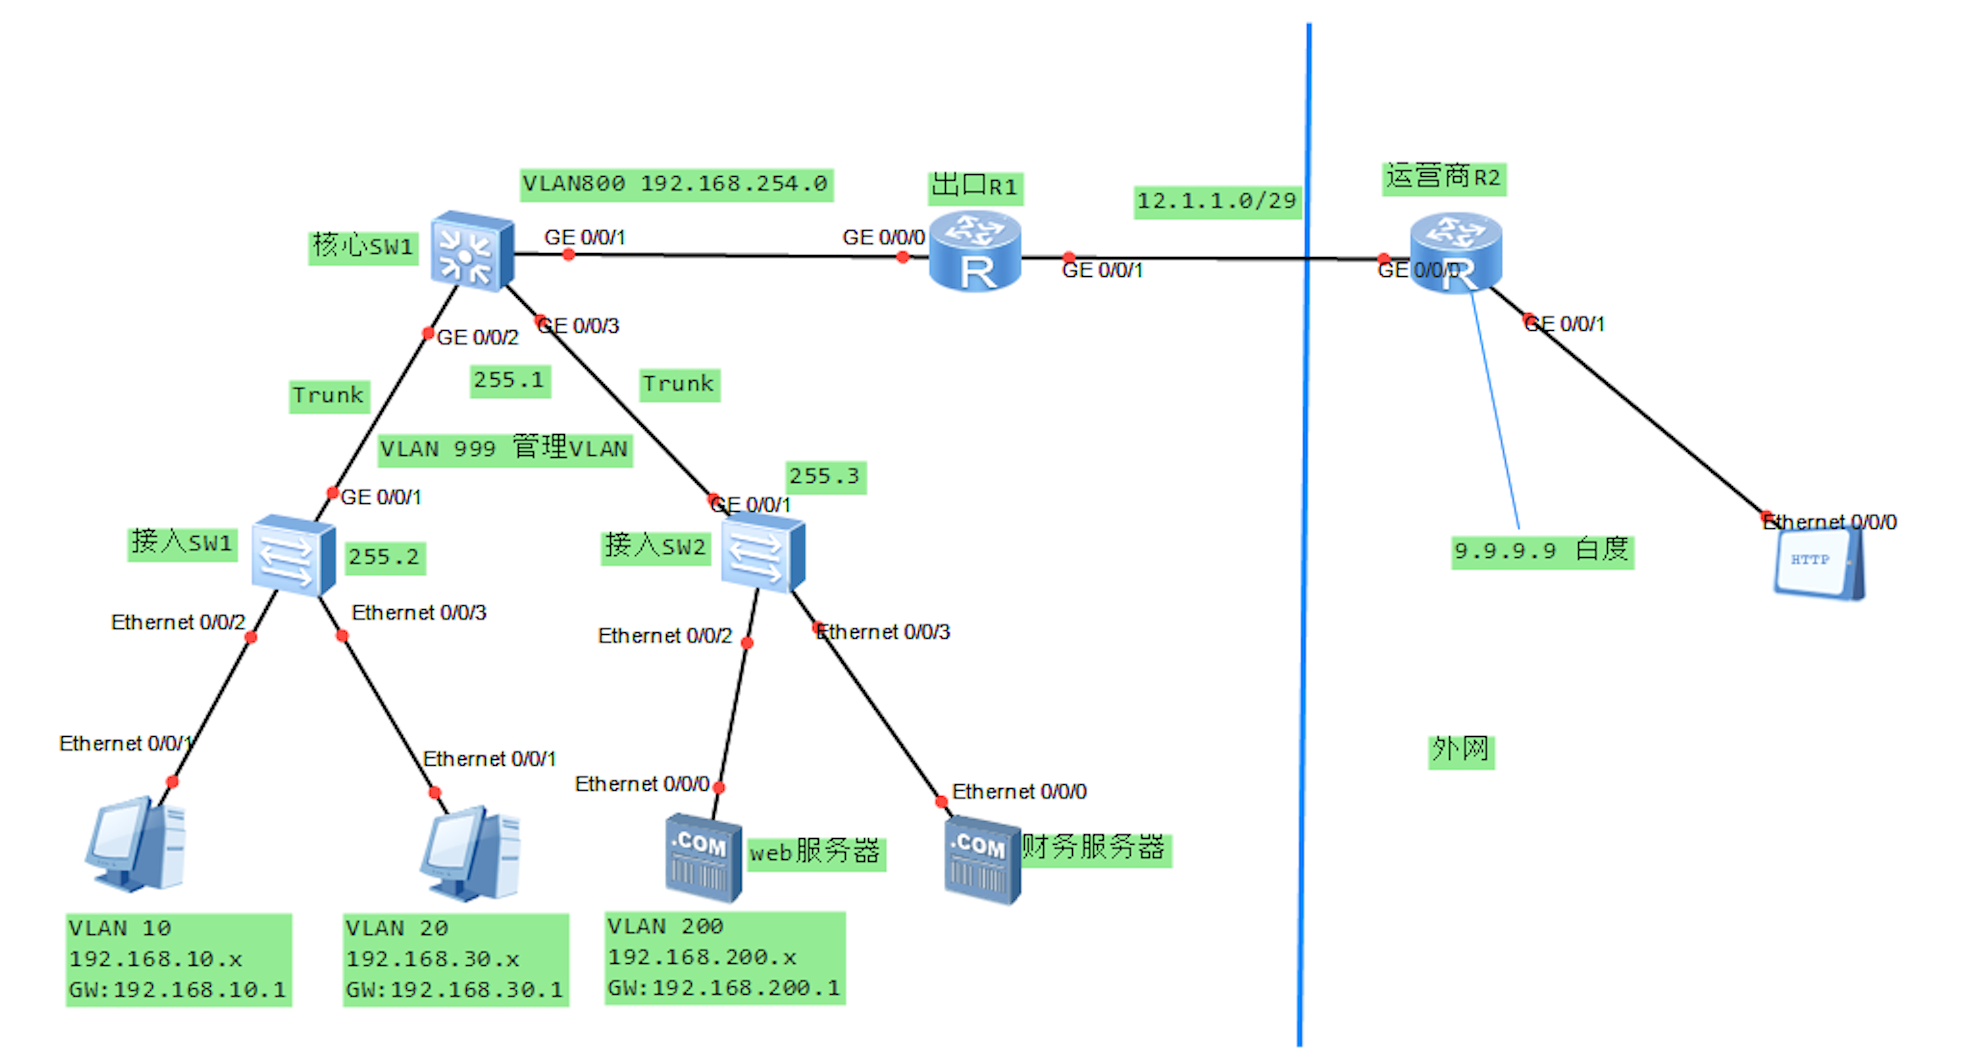 VLAN800 192.168.254.0
出口R1
12.1.1.0/29
运营商R2
核心SW1
GE 0/0/1
GE 0/0/0
GE 0/0/1
GE 0/0/0
R
R
GE 0/0/2
GE 0/0/3
GE 0/0/1
255.1
Trunk
Trunk
VLAN 999 管理VLAN
255.3
GE 0/0/1
GE 0/0/1
接入SW1
255.2
接入SW2
9.9.9.9 白度
Ethernet 0/0/0
HTTP
Ethernet 0/0/2
Ethernet 0/0/3
Ethernet 0/0/2
Ethernet 0/0/3
Ethernet 0/0/1
Ethernet 0/0/1
Ethernet 0/0/0
Ethernet 0/0/0
外网
.COM
web服务器
.COM
财务服务器
VLAN 10
192.168.10.x
GW:192.168.10.1
VLAN 20
192.168.30.x
GW:192.168.30.1
VLAN 200
192.168.200.x
GW:192.168.200.1